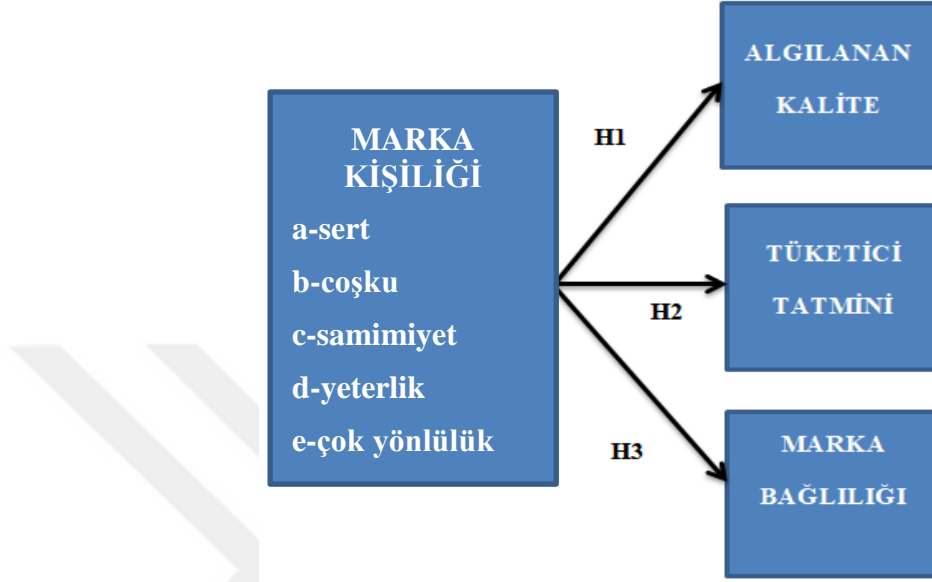 MARKA
KİŞİLİĞİ
a-sert
b-coşku
c-samimiyet
d-yeterlik
e-çok yönlülük
H1
H2
H3
ALGILANAN
KALİTE
TÜKETİCİ
TATMİNİ
MARKA
BAĞLILIĞI